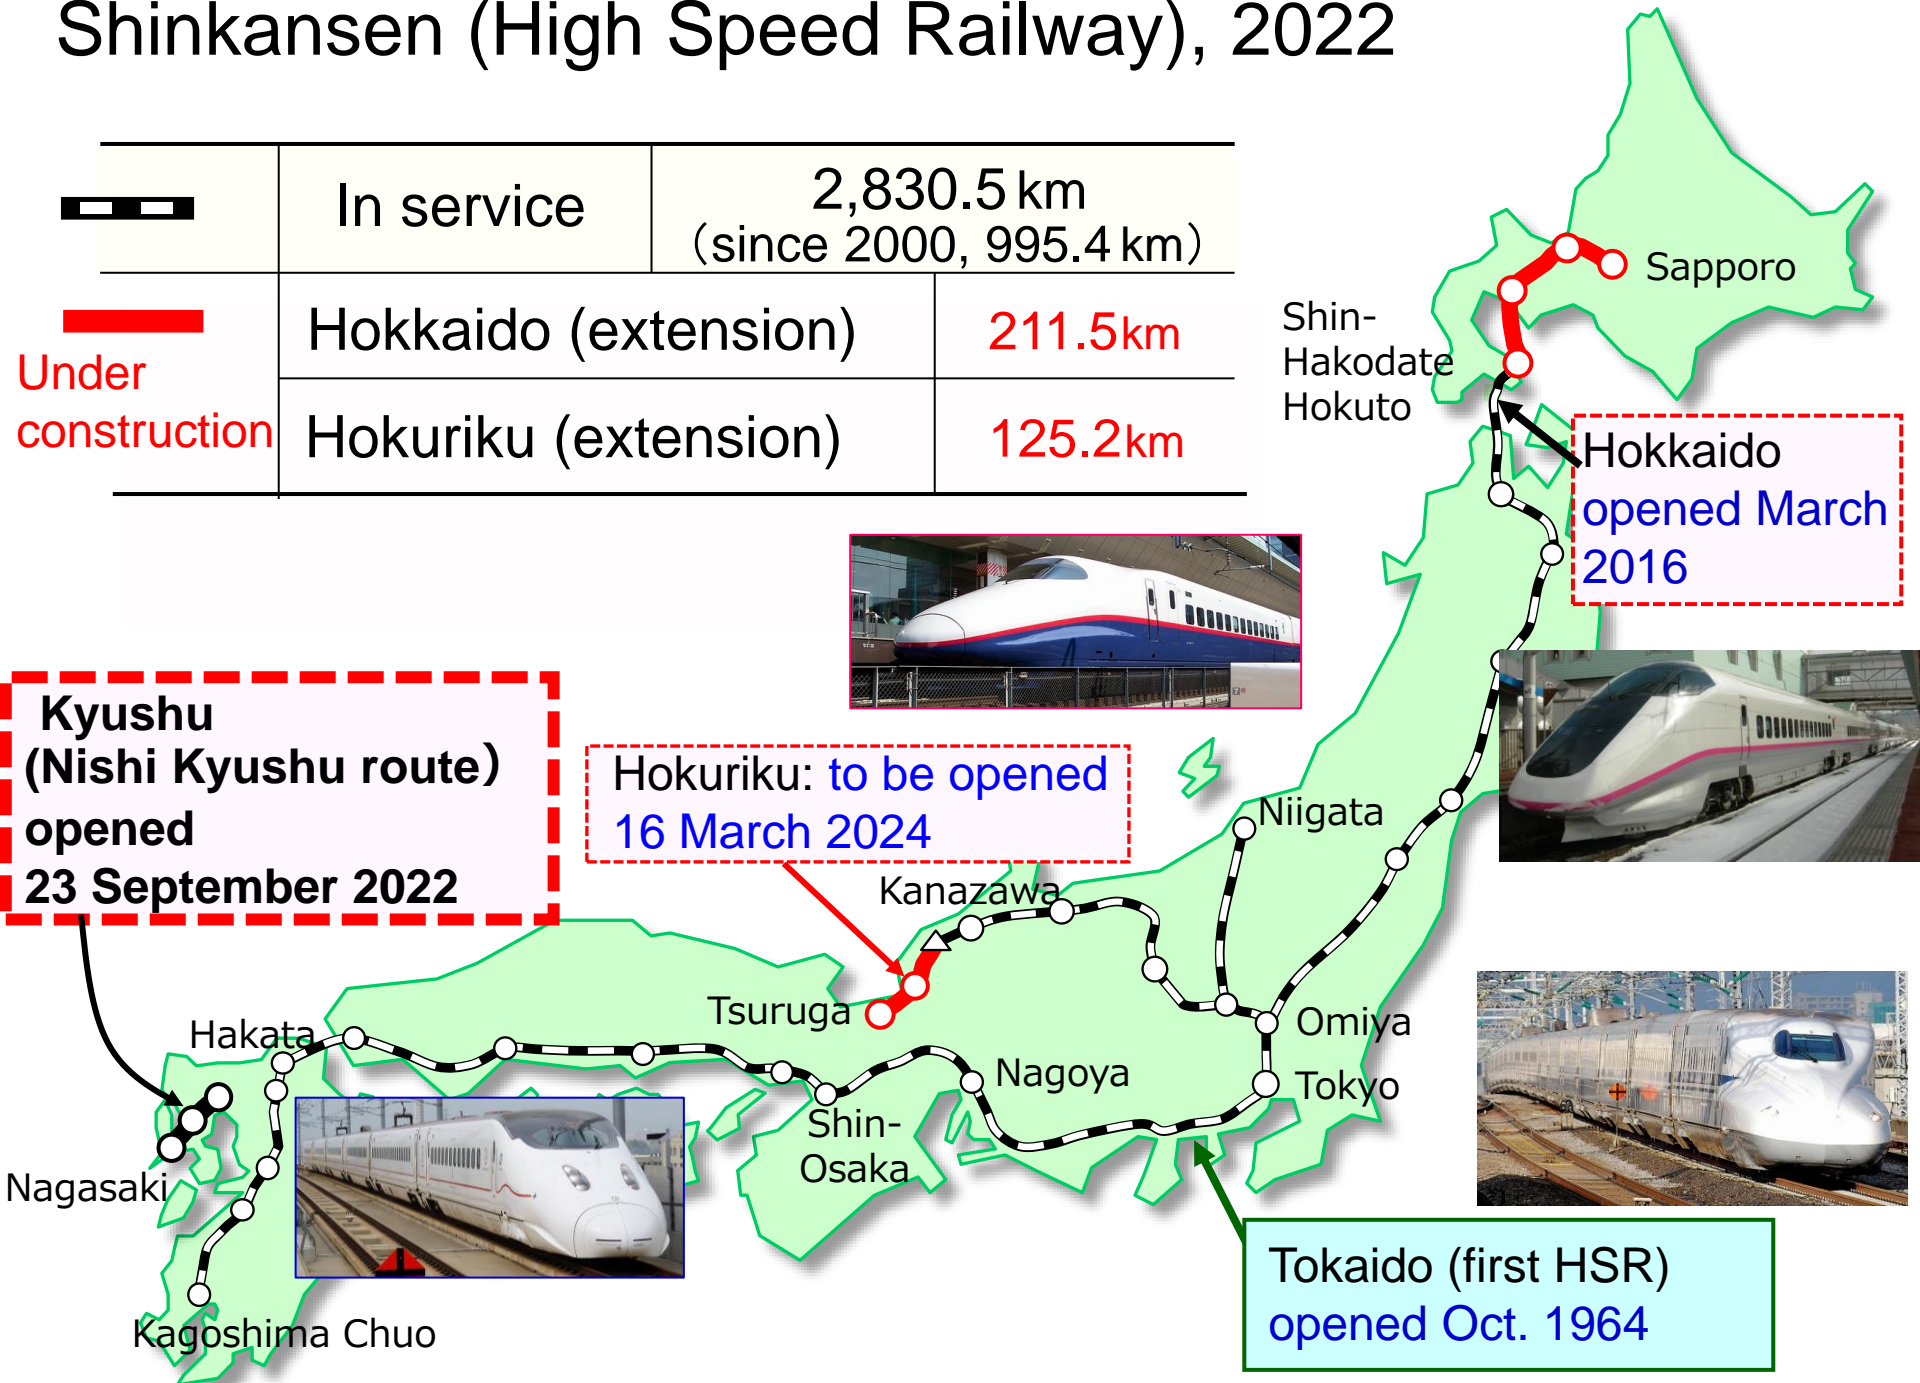 Shinkansen (High Speed Railway), 2022
In service
2,830.5 km
（since 2000, 995.4 km）
Under
construction
Hokkaido (extension)
211.5km
Hokuriku (extension)
125.2km
Sapporo
Shin-
Hakodate
Hokuto
Hokkaido
opened March
2016
Kyushu
(Nishi Kyushu route）
opened
23 September 2022
Hokuriku: to be opened
16 March 2024
Niigata
Kanazawa
Tsuruga
Omiya
Hakata
Nagoya
Tokyo
Shin-
Osaka
Nagasaki
Kagoshima Chuo
Tokaido (first HSR)
opened Oct. 1964